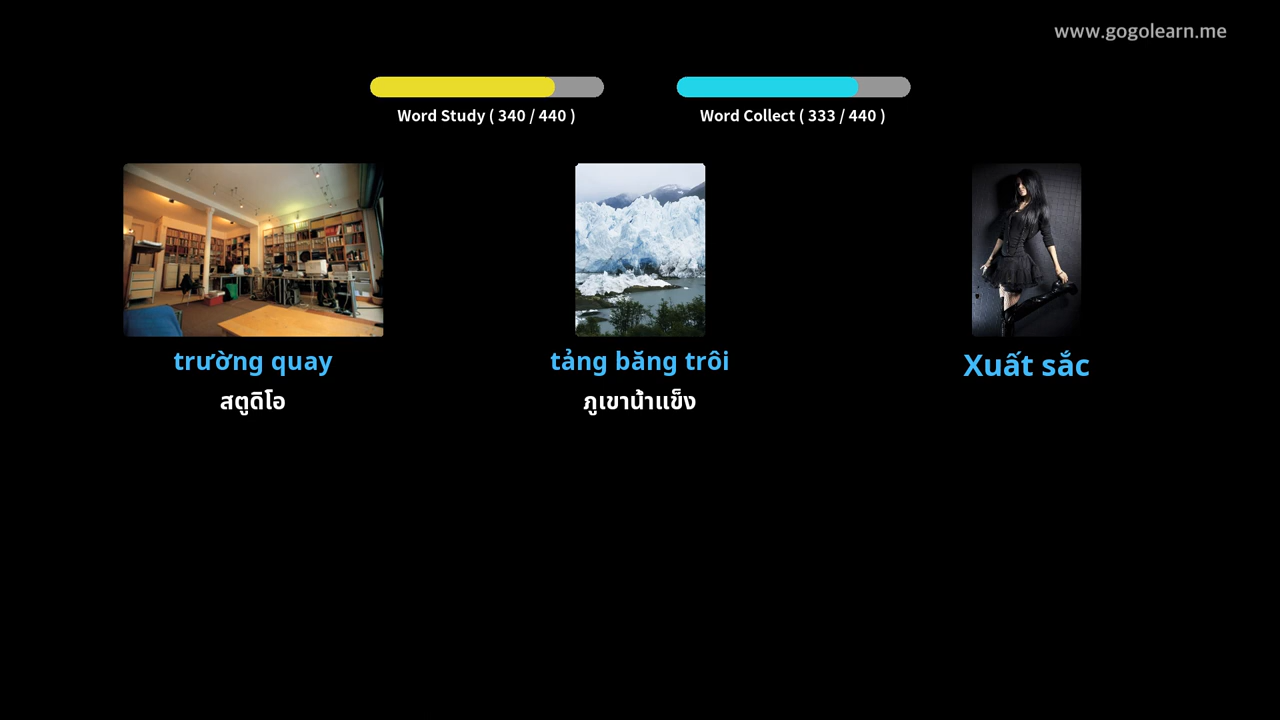 www.gogolearn.me
Word Study ( 340 / 440 )
Word Collect ( 333 / 440 )
trường quay
tảng băng trôi
Xuất sắc
สตูดิโอ
ภูเขาน้ำแข็ง